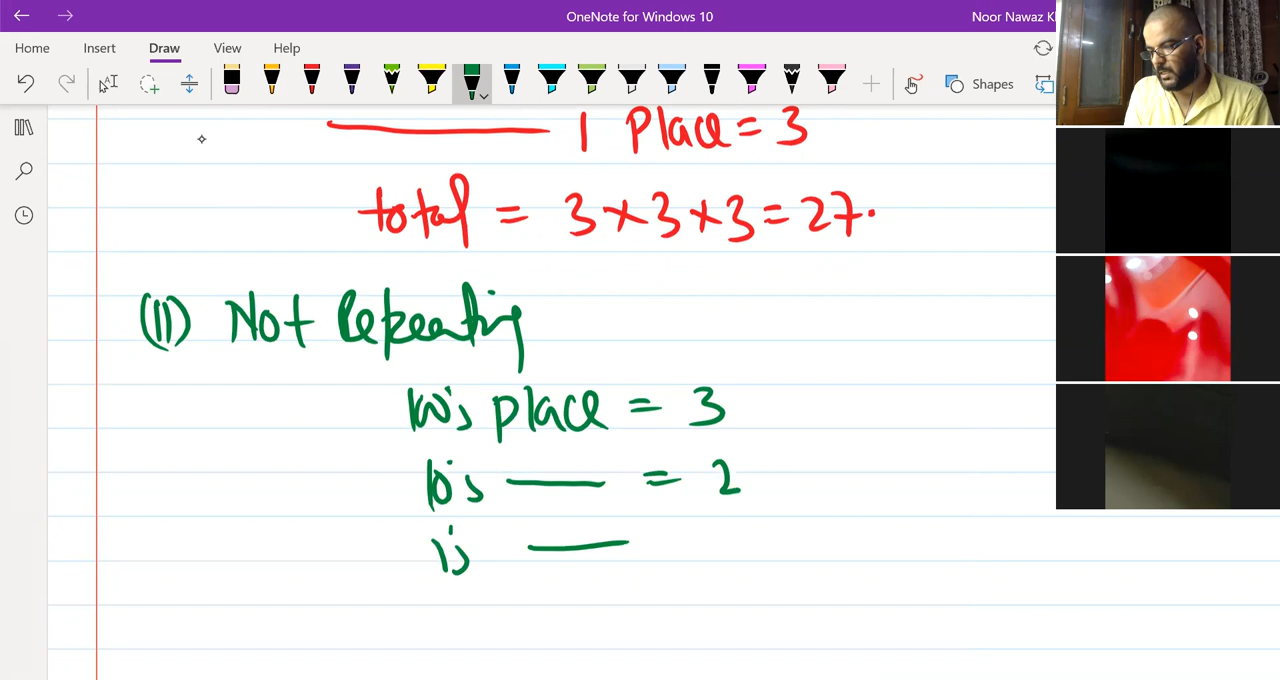 OneNote for Windows 10
Noor Nawaz Kh
Home Insert Draw View Help
Shapes
1 Place = 3
total = 3 × 3 × 3 = 27.
(II) Not Repeating
100's place = 3
10's — = 2
1's —